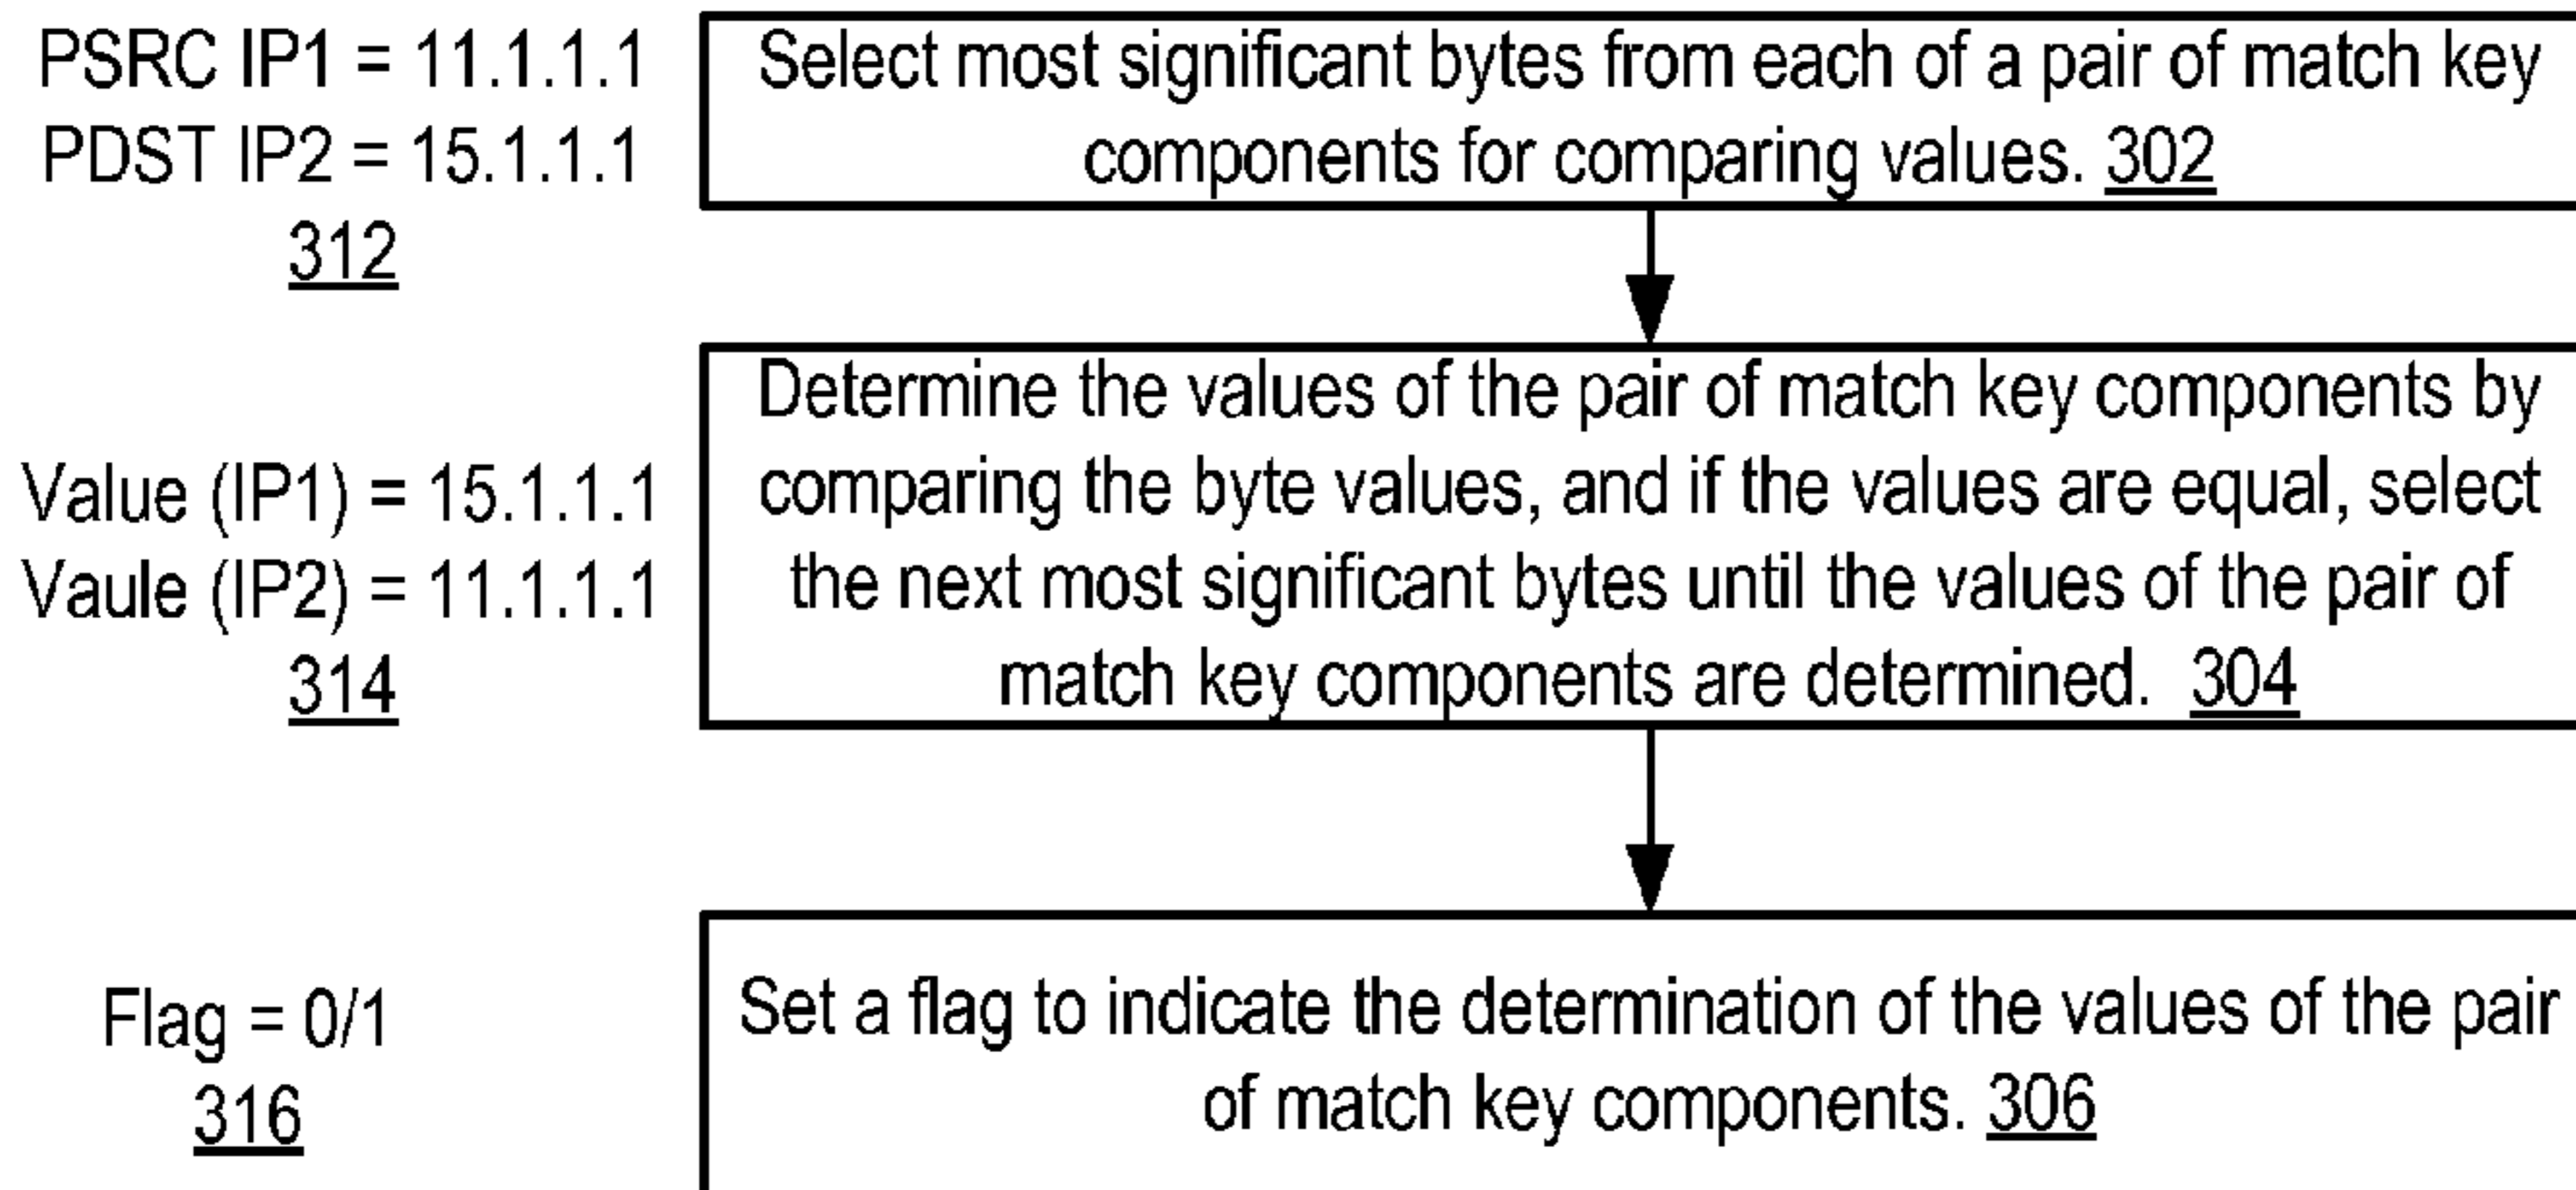 PSRC IP1 = 11.1.1.1
PDST IP2 = 15.1.1.1
312
Select most significant bytes from each of a pair of match key
components for comparing values. 302
Value (IP1) = 15.1.1.1
Vaule (IP2) = 11.1.1.1
314
Determine the values of the pair of match key components by
comparing the byte values, and if the values are equal, select
the next most significant bytes until the values of the pair of
match key components are determined. 304
Flag = 0/1
316
Set a flag to indicate the determination of the values of the pair
of match key components. 306